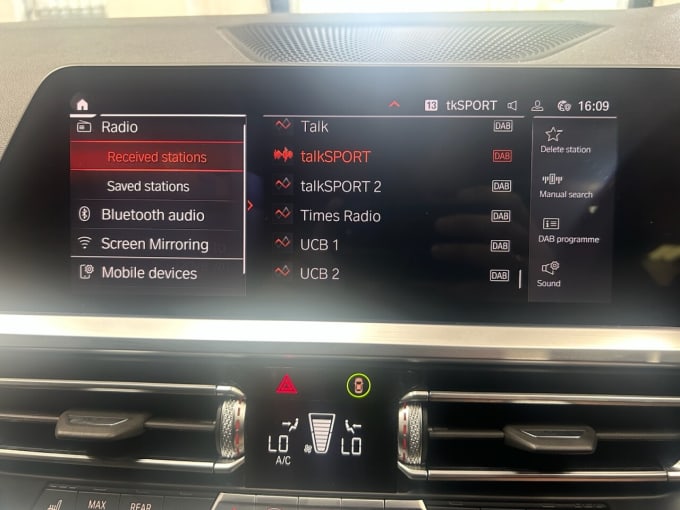 13 tkSPORT 16:09
Radio
Received stations
Saved stations
Bluetooth audio
Screen Mirroring
Mobile devices
Talk DAB
talkSPORT DAB
talkSPORT 2 DAB
Times Radio DAB
UCB 1 DAB
UCB 2 DAB
Delete station
Manual search
DAB programme
Sound
LO LO
A/C
MAX REAR